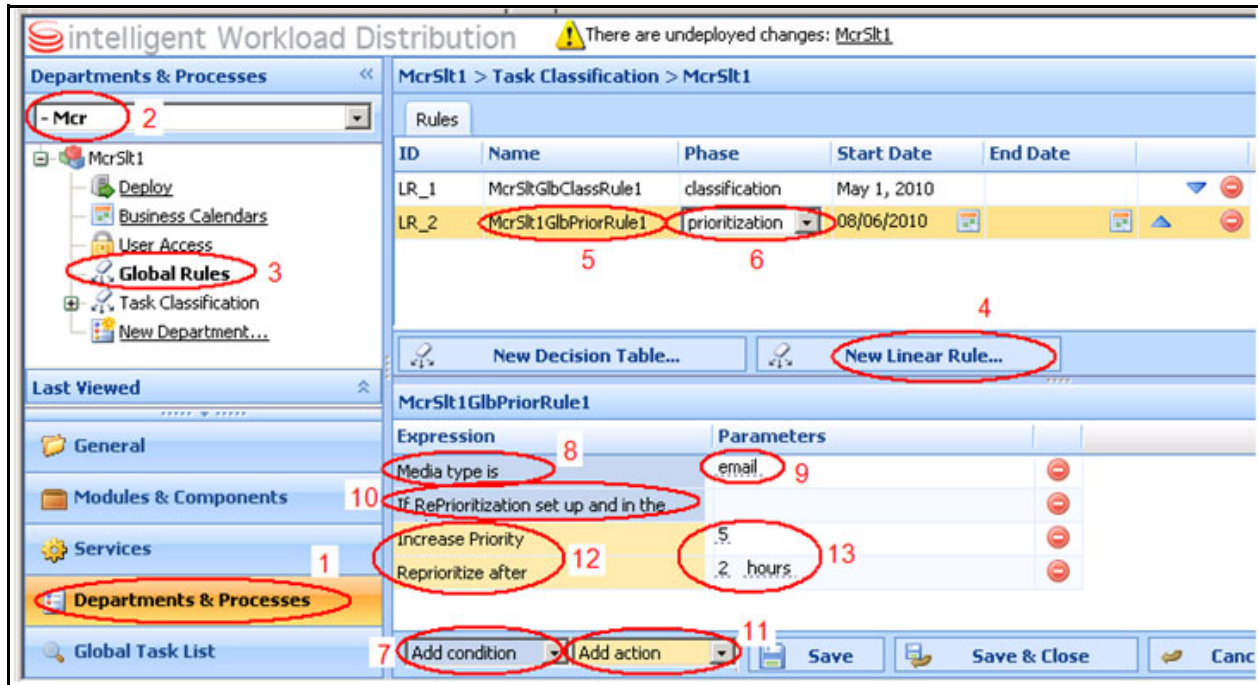 intelligent Workload Distribution
There are undeployed changes: McrSlt1
Departments & Processes
- Mcr
2
McrSlt1
Deploy
Business Calendars
User Access
Global Rules
3
Task Classification
New Department...
Last Viewed
General
Modules & Components
Services
1
Departments & Processes
Global Task List
McrSlt1 > Task Classification > McrSlt1
Rules
ID Name Phase Start Date End Date
LR_1 McrSltGlbClassRule1 classification May 1, 2010
LR_2 McrSlt1GlbPriorRule1 prioritization 08/06/2010
5 6
4
New Decision Table... New Linear Rule...
McrSlt1GlbPriorRule1
Expression Parameters
8
Media type is email 9
10 If RePrioritization set up and in the
Increase Priority 5
12 13
Reprioritize after 2 hours
11
7 Add condition Add action Save Save & Close Canc